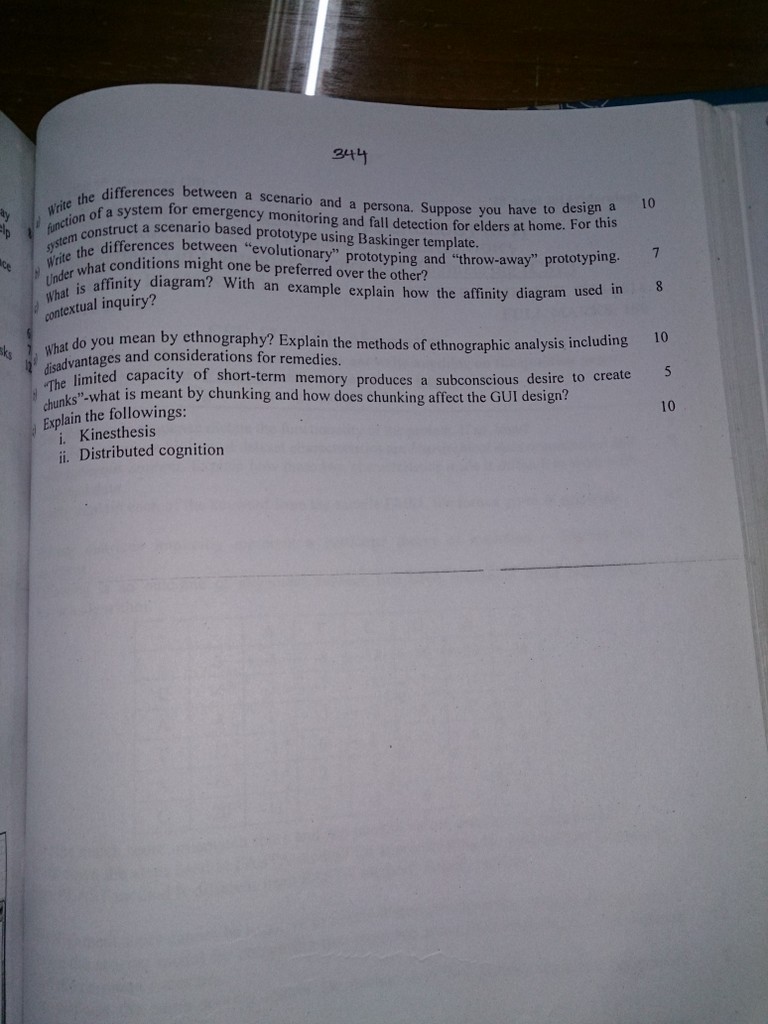 344
Write the differences between a scenario and a persona. Suppose you have to design a 10
function of a system for emergency monitoring and fall detection for elders at home. For this
system construct a scenario based prototype using Baskinger template.
Write the differences between "evolutionary" prototyping and "throw-away" prototyping. 7
Under what conditions might one be preferred over the other?
What is affinity diagram? With an example explain how the affinity diagram used in 8
contextual inquiry?
What do you mean by ethnography? Explain the methods of ethnographic analysis including 10
disadvantages and considerations for remedies.
"The limited capacity of short-term memory produces a subconscious desire to create 5
chunks"-what is meant by chunking and how does chunking affect the GUI design?
Explain the followings: 10
i. Kinesthesis
ii. Distributed cognition